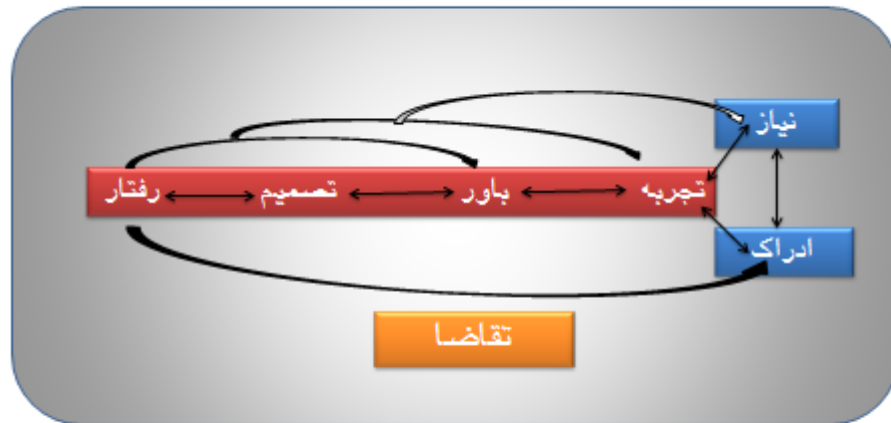 نیاز
تجربه
باور
تصمیم
رفتار
ادراک
تقاضا